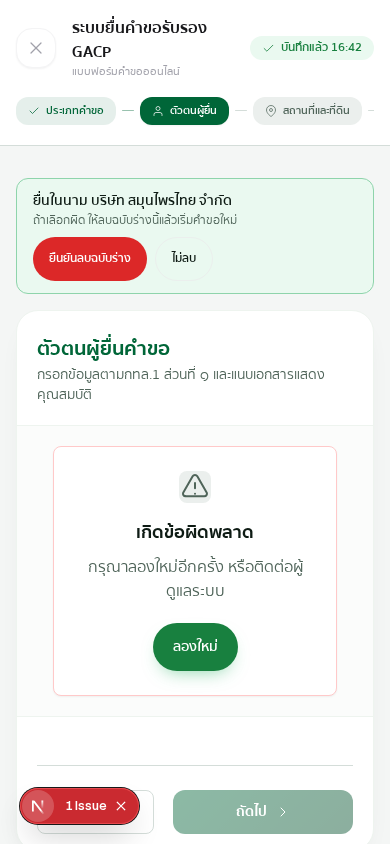 ระบบยื่นคำขอรับรอง
GACP
แบบฟอร์มคำขอออนไลน์
บันทึกแล้ว 16:42
ประเภทคำขอ
ตัวตนผู้ยื่น
สถานที่และที่ดิน
ยื่นในนาม บริษัท สมุนไพรไทย จำกัด
ถ้าเลือกผิด ให้ลบฉบับร่างนี้แล้วเริ่มคำขอใหม่
ยืนยันลบฉบับร่าง
ไม่ลบ
ตัวตนผู้ยื่นคำขอ
กรอกข้อมูลตามภทล.1 ส่วนที่ ๑ และแนบเอกสารแสดง
คุณสมบัติ
เกิดข้อผิดพลาด
กรุณาลองใหม่อีกครั้ง หรือติดต่อผู้
ดูแลระบบ
ลองใหม่
N 1 Issue
ถัดไป